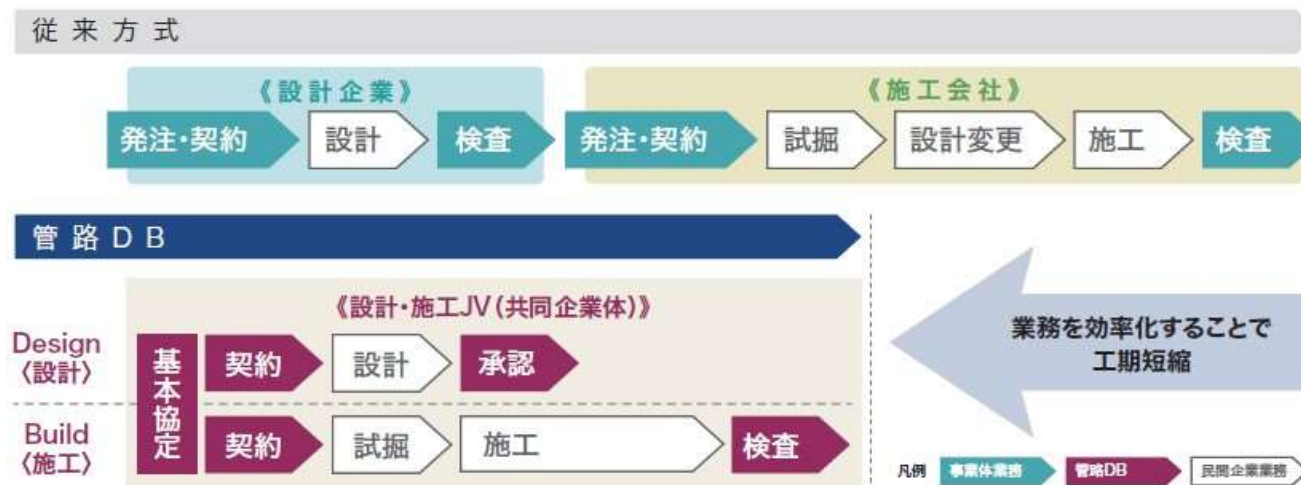 従来方式
《設計企業》
《施工会社》
発注・契約
設計
検査
発注・契約
試掘
設計変更
施工
検査
管路DB
《設計・施工JV(共同企業体)》
Design
〈設計〉
基本協定
契約
設計
承認
Build
〈施工〉
契約
試掘
施工
検査
業務を効率化することで
工期短縮
凡例
事業体業務
管路DB
民間企業業務